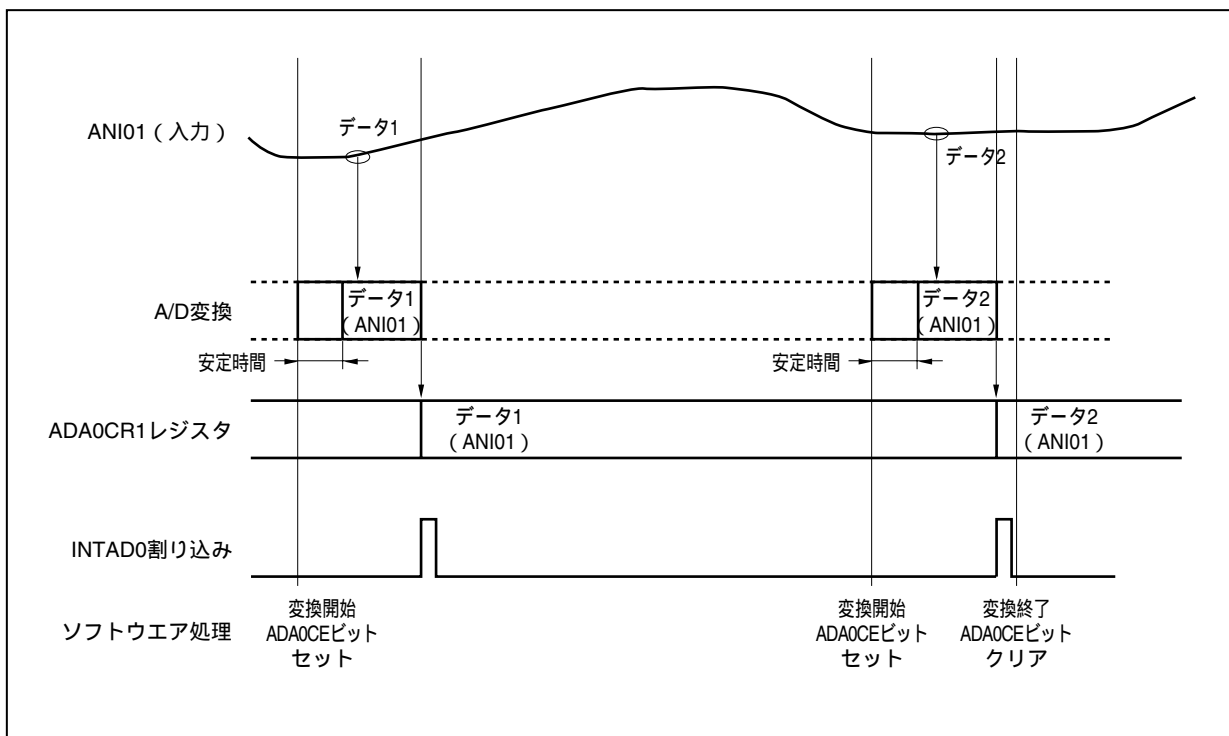 ANI01（入力）
データ1
データ2
A/D変換
データ1
（ANI01）
データ2
（ANI01）
安定時間
安定時間
ADA0CR1レジスタ
データ1
（ANI01）
データ2
（ANI01）
INTAD0割り込み
ソフトウエア処理
変換開始
ADA0CEビット
セット
変換開始
ADA0CEビット
セット
変換終了
ADA0CEビット
クリア